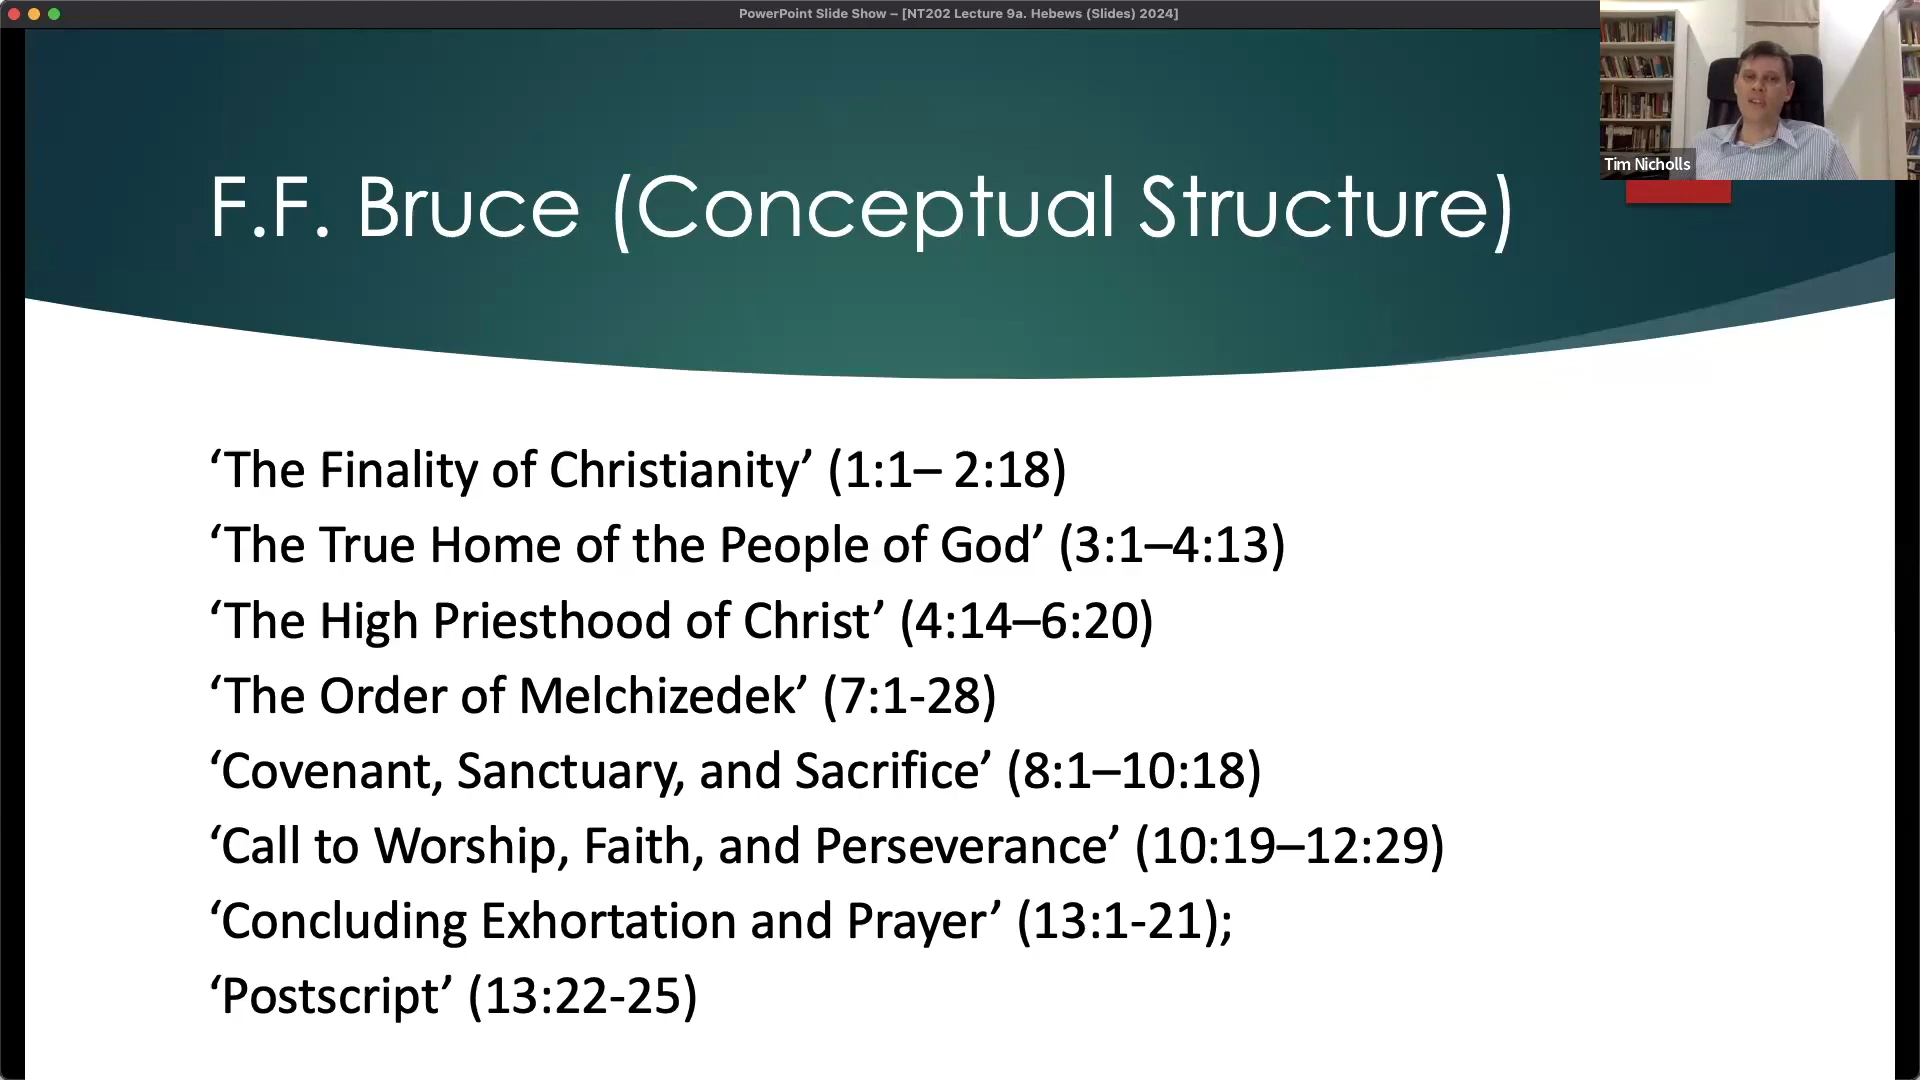 PowerPoint Slide Show – [NT202 Lecture 9a. Hebews (Slides) 2024]
Tim Nicholls
F.F. Bruce (Conceptual Structure)
‘The Finality of Christianity’ (1:1– 2:18)
‘The True Home of the People of God’ (3:1–4:13)
‘The High Priesthood of Christ’ (4:14–6:20)
‘The Order of Melchizedek’ (7:1-28)
‘Covenant, Sanctuary, and Sacrifice’ (8:1–10:18)
‘Call to Worship, Faith, and Perseverance’ (10:19–12:29)
‘Concluding Exhortation and Prayer’ (13:1-21);
‘Postscript’ (13:22-25)